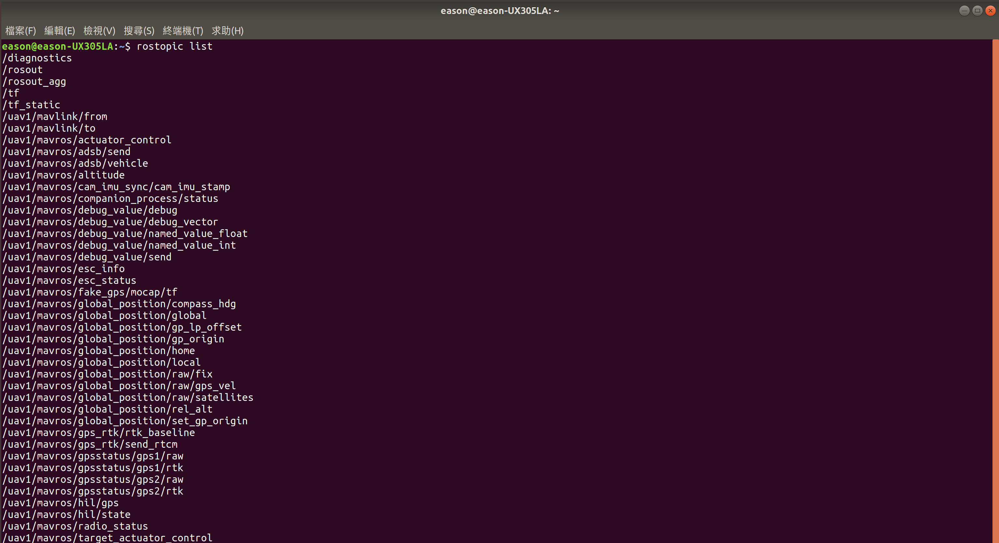 eason@eason-UX305LA: ~
檔案(F) 編輯(E) 檢視(V) 搜尋(S) 終端機(T) 求助(H)
eason@eason-UX305LA:~$ rostopic list
/diagnostics
/rosout
/rosout_agg
/tf
/tf_static
/uav1/mavlink/from
/uav1/mavlink/to
/uav1/mavros/actuator_control
/uav1/mavros/adsb/send
/uav1/mavros/adsb/vehicle
/uav1/mavros/altitude
/uav1/mavros/cam_imu_sync/cam_imu_stamp
/uav1/mavros/companion_process/status
/uav1/mavros/debug_value/debug
/uav1/mavros/debug_value/debug_vector
/uav1/mavros/debug_value/named_value_float
/uav1/mavros/debug_value/named_value_int
/uav1/mavros/debug_value/send
/uav1/mavros/esc_info
/uav1/mavros/esc_status
/uav1/mavros/fake_gps/mocap/tf
/uav1/mavros/global_position/compass_hdg
/uav1/mavros/global_position/global
/uav1/mavros/global_position/gp_lp_offset
/uav1/mavros/global_position/gp_origin
/uav1/mavros/global_position/home
/uav1/mavros/global_position/local
/uav1/mavros/global_position/raw/fix
/uav1/mavros/global_position/raw/gps_vel
/uav1/mavros/global_position/raw/satellites
/uav1/mavros/global_position/rel_alt
/uav1/mavros/global_position/set_gp_origin
/uav1/mavros/gps_rtk/rtk_baseline
/uav1/mavros/gps_rtk/send_rtcm
/uav1/mavros/gpsstatus/gps1/raw
/uav1/mavros/gpsstatus/gps1/rtk
/uav1/mavros/gpsstatus/gps2/raw
/uav1/mavros/gpsstatus/gps2/rtk
/uav1/mavros/hil/gps
/uav1/mavros/hil/state
/uav1/mavros/radio_status
/uav1/mavros/target_actuator_control